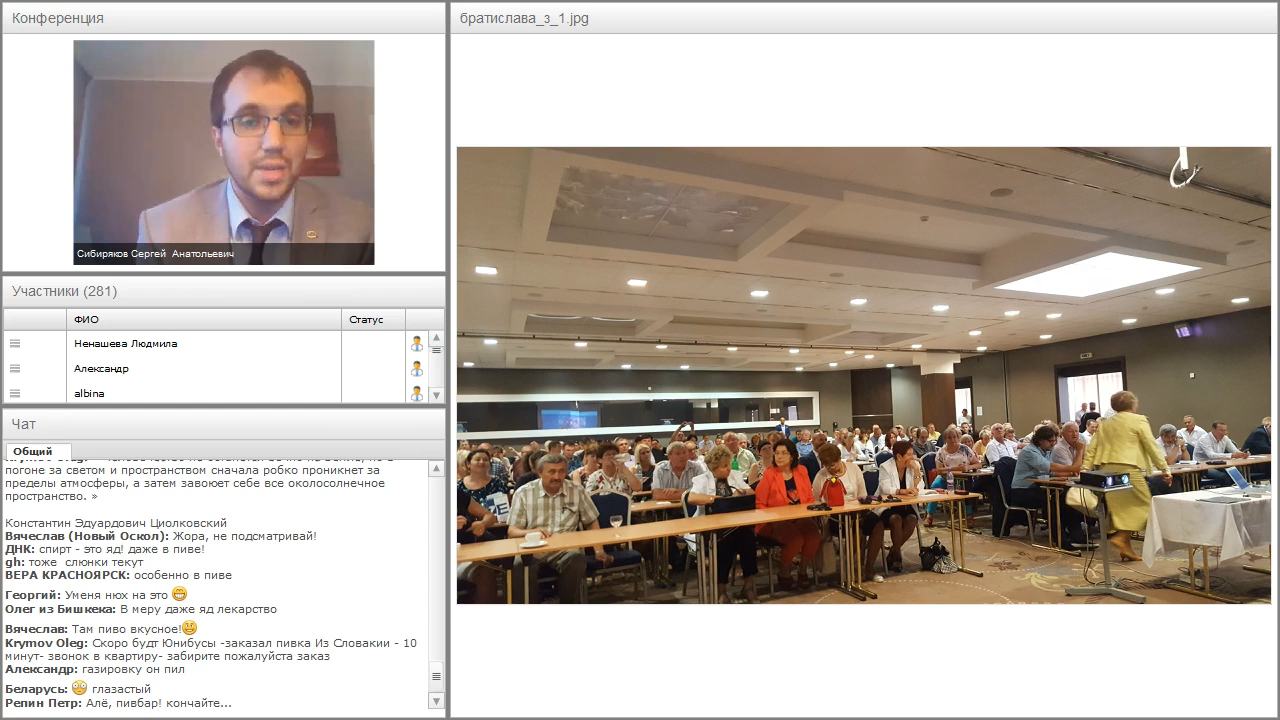 Конференция
братислава_з_1.jpg
Сибиряков Сергей Анатольевич
Участники (281)
ФИО
Статус
Ненашева Людмила
Александр
albina
Чат
Общий
погоне за светом и пространством сначала робко проникнет за
пределы атмосферы, а затем завоюет себе все околосолнечное
пространство. »
Константин Эдуардович Циолковский
Вячеслав (Новый Оскол): Жора, не подсматривай!
ДНК: спирт - это яд! даже в пиве!
gh: тоже слюнки текут
ВЕРА КРАСНОЯРСК: особенно в пиве
Георгий: Уменя нюх на это
Олег из Бишкека: В меру даже яд лекарство
Вячеслав: Там пиво вкусное!
Krymov Oleg: Скоро будт Юнибусы -заказал пивка Из Словакии - 10
минут- звонок в квартиру- забирите пожалуйста заказ
Александр: газировку он пил
Беларусь: глазастый
Репин Петр: Алё, пивбар! кончайте...